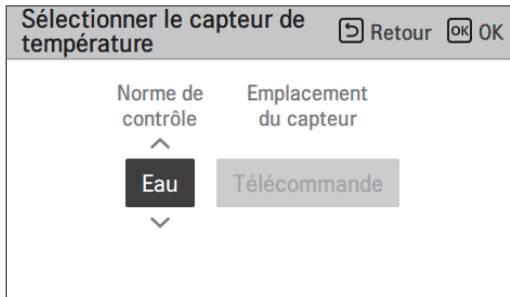 Sélectionner le capteur de
température
Retour
OK OK
Norme de
contrôle
Emplacement
du capteur
Eau
Télécommande